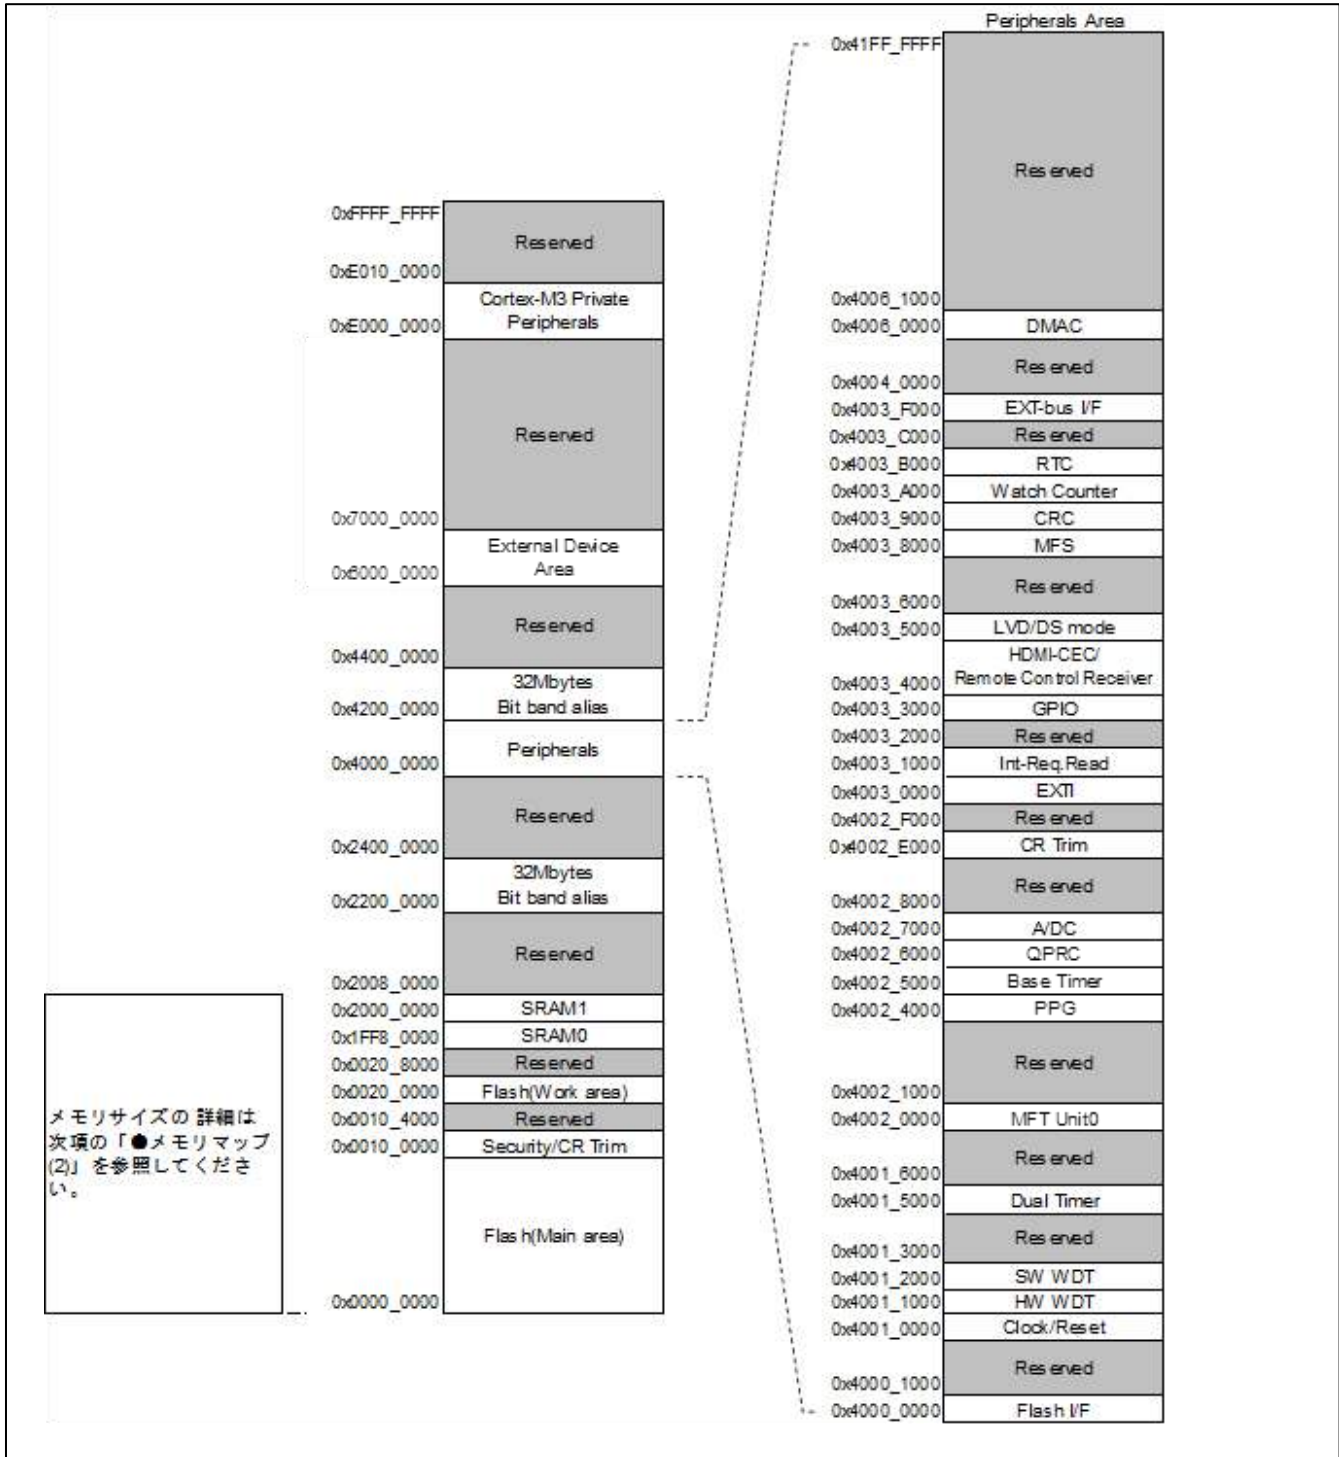 Peripherals Area
0x41FF_FFFF
Reserved
0x4006_1000
0x4006_0000
DMAC
Reserved
0x4004_0000
0x4003_F000
EXT-bus I/F
0x4003_C000
Reserved
0x4003_B000
RTC
0x4003_A000
Watch Counter
0x4003_9000
CRC
0x4003_8000
MFS
Reserved
0x4003_6000
0x4003_5000
LVD/DS mode
HDMI-CEC/
0x4003_4000
Remote Control Receiver
0x4003_3000
GPIO
0x4003_2000
Reserved
0x4003_1000
Int-Req.Read
0x4003_0000
EXTI
0x4002_F000
Reserved
0x4002_E000
CR Trim
Reserved
0x4002_8000
0x4002_7000
A/DC
0x4002_6000
QPRC
0x4002_5000
Base Timer
0x4002_4000
PPG
Reserved
0x4002_1000
0x4002_0000
MFT Unit0
Reserved
0x4001_6000
0x4001_5000
Dual Timer
Reserved
0x4001_3000
0x4001_2000
SW WDT
0x4001_1000
HW WDT
0x4001_0000
Clock/Reset
Reserved
0x4000_1000
0x4000_0000
Flash I/F
0xFFFF_FFFF
Reserved
0xE010_0000
Cortex-M3 Private
0xE000_0000
Peripherals
Reserved
0x7000_0000
External Device
0x6000_0000
Area
Reserved
0x4400_0000
32Mbytes
0x4200_0000
Bit band alias
Peripherals
0x4000_0000
Reserved
0x2400_0000
32Mbytes
0x2200_0000
Bit band alias
Reserved
0x2008_0000
0x2000_0000
SRAM1
0x1FF8_0000
SRAM0
0x0020_8000
Reserved
0x0020_0000
Flash(Work area)
0x0010_4000
Reserved
0x0010_0000
Security/CR Trim
Flash(Main area)
0x0000_0000
メモリサイズの 詳細は
次項の「●メモリマップ
(2)」を参照してくださ
い。